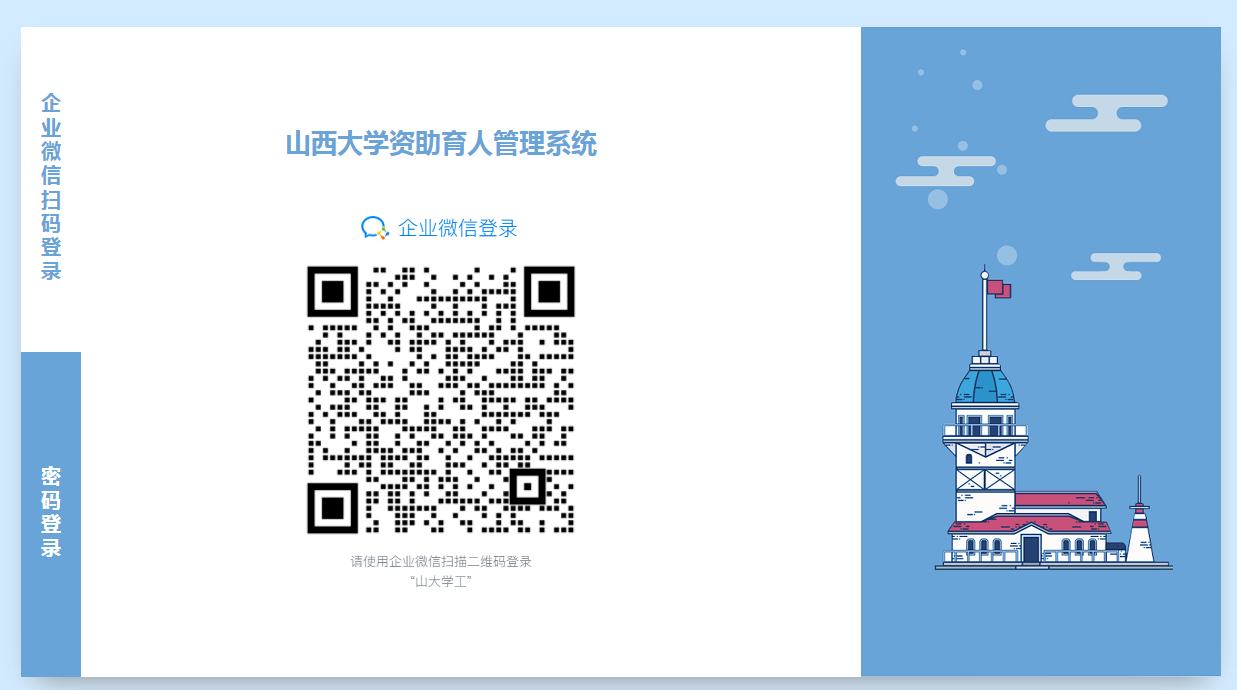 企业微信扫码登录
密码登录
山西大学资助育人管理系统
企业微信登录
请使用企业微信扫描二维码登录
“山大学工”